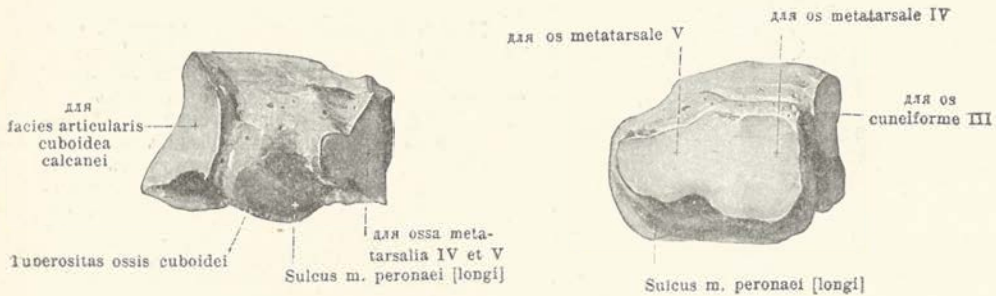 для
facies articularis
cuboidea
calcanei
Tuberositas ossis cuboidei
для ossa meta-
tarsalia IV et V
Sulcus m. peronaei [longi]
для os metatarsale V
для os metatarsale IV
для os
cuneiforme III
Sulcus m. peronaei [longi]